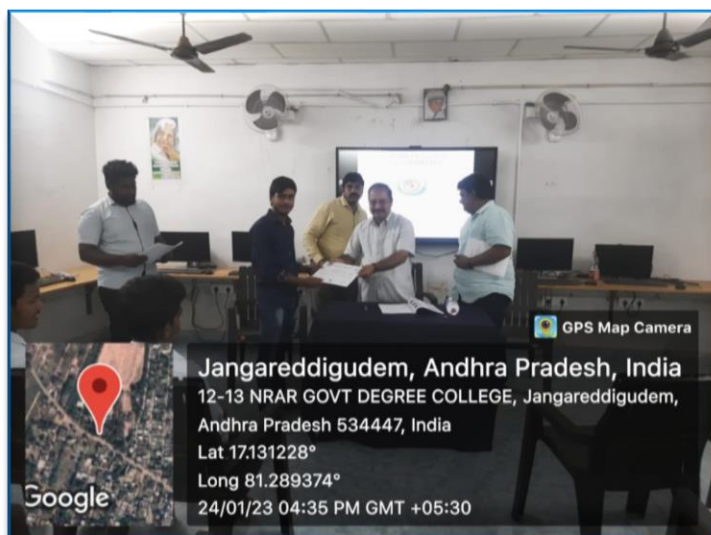 GPS Map Camera
Jangareddigudem, Andhra Pradesh, India
12-13 NRAR GOVT DEGREE COLLEGE, Jangareddigudem,
Andhra Pradesh 534447, India
Lat 17.131228°
Long 81.289374°
24/01/23 04:35 PM GMT +05:30
Google